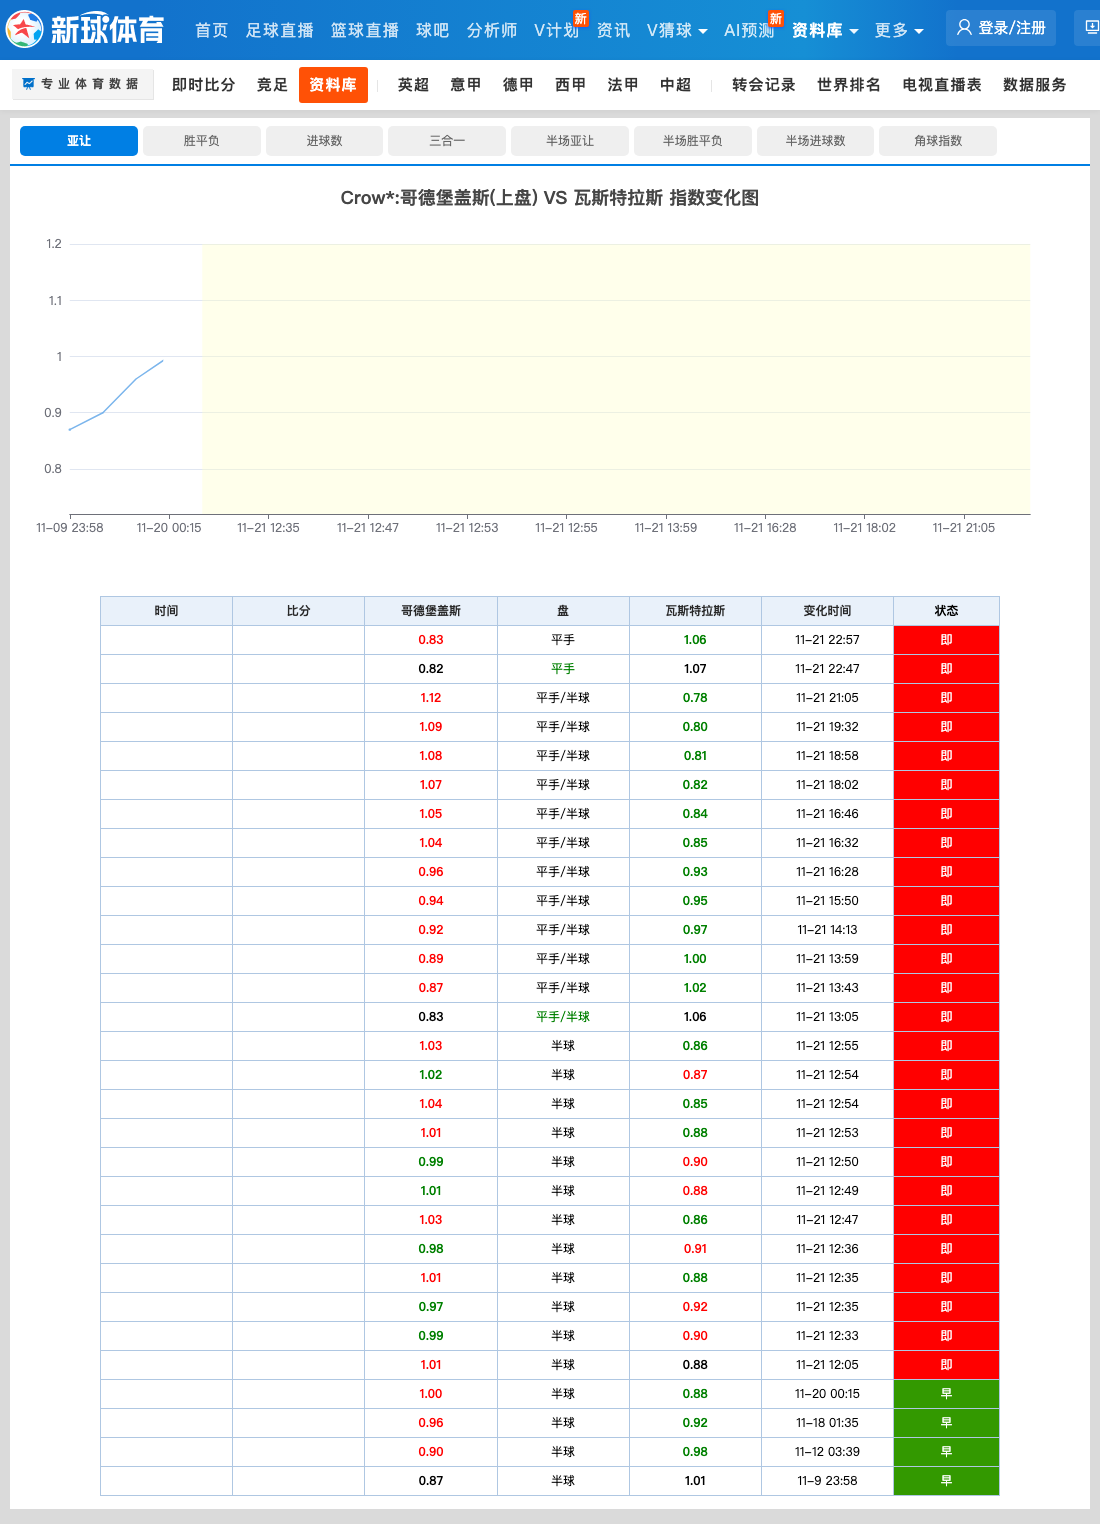 新球体育 首页 足球直播 篮球直播 球吧 分析师 V计划 新 资讯 V猜球 AI预测 新 资料库 更多 登录/注册
专业体育数据 即时比分 竞足 资料库 英超 意甲 德甲 西甲 法甲 中超 转会记录 世界排名 电视直播表 数据服务
亚让 胜平负 进球数 三合一 半场亚让 半场胜平负 半场进球数 角球指数
Crow*:哥德堡盖斯(上盘) VS 瓦斯特拉斯 指数变化图
1.2
1.1
1
0.9
0.8
11-09 23:58 11-20 00:15 11-21 12:35 11-21 12:47 11-21 12:53 11-21 12:55 11-21 13:59 11-21 16:28 11-21 18:02 11-21 21:05
时间 比分 哥德堡盖斯 盘 瓦斯特拉斯 变化时间 状态
0.83 平手 1.06 11-21 22:57 即
0.82 平手 1.07 11-21 22:47 即
1.12 平手/半球 0.78 11-21 21:05 即
1.09 平手/半球 0.80 11-21 19:32 即
1.08 平手/半球 0.81 11-21 18:58 即
1.07 平手/半球 0.82 11-21 18:02 即
1.05 平手/半球 0.84 11-21 16:46 即
1.04 平手/半球 0.85 11-21 16:32 即
0.96 平手/半球 0.93 11-21 16:28 即
0.94 平手/半球 0.95 11-21 15:50 即
0.92 平手/半球 0.97 11-21 14:13 即
0.89 平手/半球 1.00 11-21 13:59 即
0.87 平手/半球 1.02 11-21 13:43 即
0.83 平手/半球 1.06 11-21 13:05 即
1.03 半球 0.86 11-21 12:55 即
1.02 半球 0.87 11-21 12:54 即
1.04 半球 0.85 11-21 12:54 即
1.01 半球 0.88 11-21 12:53 即
0.99 半球 0.90 11-21 12:50 即
1.01 半球 0.88 11-21 12:49 即
1.03 半球 0.86 11-21 12:47 即
0.98 半球 0.91 11-21 12:36 即
1.01 半球 0.88 11-21 12:35 即
0.97 半球 0.92 11-21 12:35 即
0.99 半球 0.90 11-21 12:33 即
1.01 半球 0.88 11-21 12:05 即
1.00 半球 0.88 11-20 00:15 早
0.96 半球 0.92 11-18 01:35 早
0.90 半球 0.98 11-12 03:39 早
0.87 半球 1.01 11-9 23:58 早